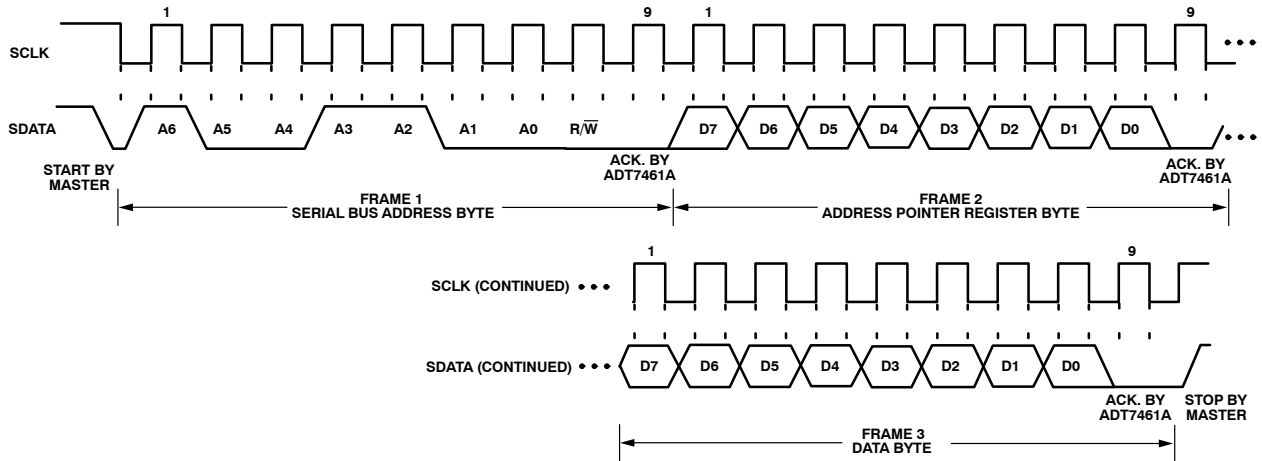 1 9 1 9
SCLK
SDATA A6 A5 A4 A3 A2 A1 A0 R/W̅ D7 D6 D5 D4 D3 D2 D1 D0
START BY
MASTER
ACK. BY
ADT7461A
ACK. BY
ADT7461A
FRAME 1
SERIAL BUS ADDRESS BYTE
FRAME 2
ADDRESS POINTER REGISTER BYTE
1 9
SCLK (CONTINUED)
SDATA (CONTINUED) D7 D6 D5 D4 D3 D2 D1 D0
ACK. BY
ADT7461A
STOP BY
MASTER
FRAME 3
DATA BYTE